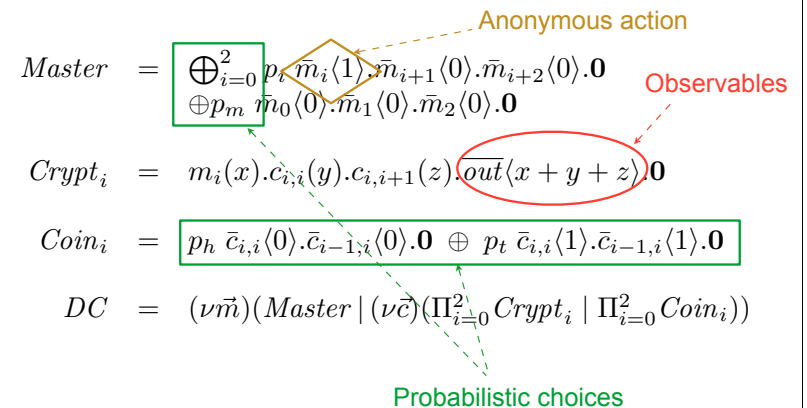 Anonymous action
Master = ⨁²ᵢ₌₀ pᵢ m̄ᵢ⟨1⟩.m̄ᵢ₊₁⟨0⟩.m̄ᵢ₊₂⟨0⟩.0
⊕pₘ m̄₀⟨0⟩.m̄₁⟨0⟩.m̄₂⟨0⟩.0
Observables
Cryptᵢ = mᵢ(x).cᵢ,ᵢ(y).cᵢ,ᵢ₊₁(z).o̅u̅t̅⟨x + y + z⟩.0
Coinᵢ = pₕ c̄ᵢ,ᵢ⟨0⟩.c̄ᵢ₋₁,ᵢ⟨0⟩.0 ⊕ pₜ c̄ᵢ,ᵢ⟨1⟩.c̄ᵢ₋₁,ᵢ⟨1⟩.0
DC = (νm⃗)(Master | (νc⃗)(Π²ᵢ₌₀ Cryptᵢ | Π²ᵢ₌₀ Coinᵢ))
Probabilistic choices